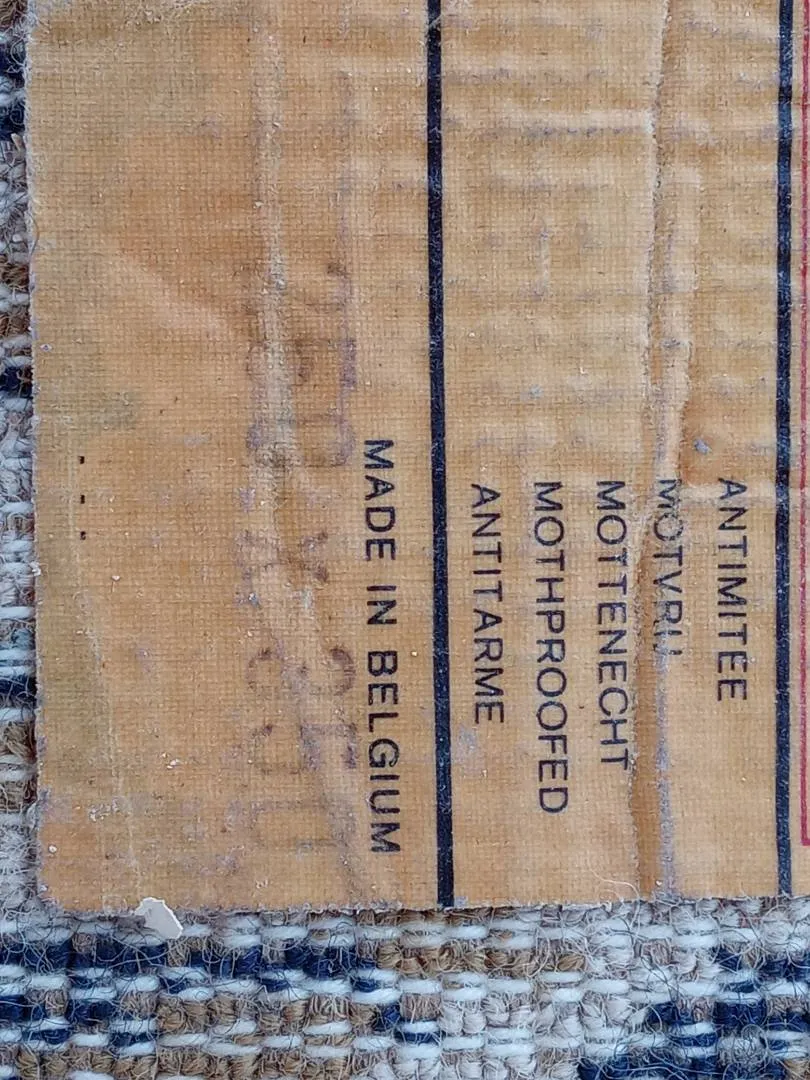 ANTIMITEE
MOTVRIJ
MOTTENECHT
MOTHPROOFED
ANTITARME
MADE IN BELGIUM